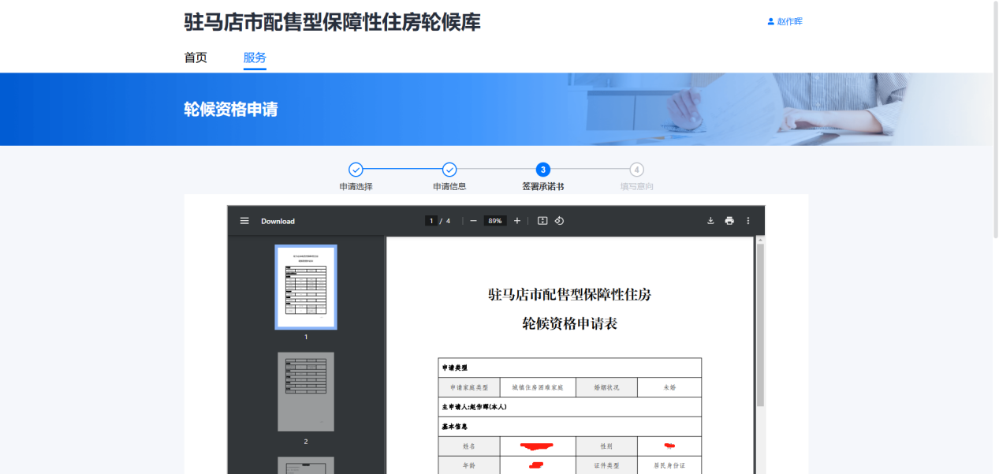 驻马店市配售型保障性住房轮候库
赵作晖
首页 服务
轮候资格申请
3 4
申请选择 申请信息 签署承诺书 填写意向
Download 1 / 4 89%
驻马店市配售型保障性住房
轮候资格申请表
申请类型
申请家庭类型 城镇住房困难家庭 婚姻状况 未婚
主申请人:赵作晖(本人)
基本信息
姓名 性别
年龄 证件类型 居民身份证
1
2